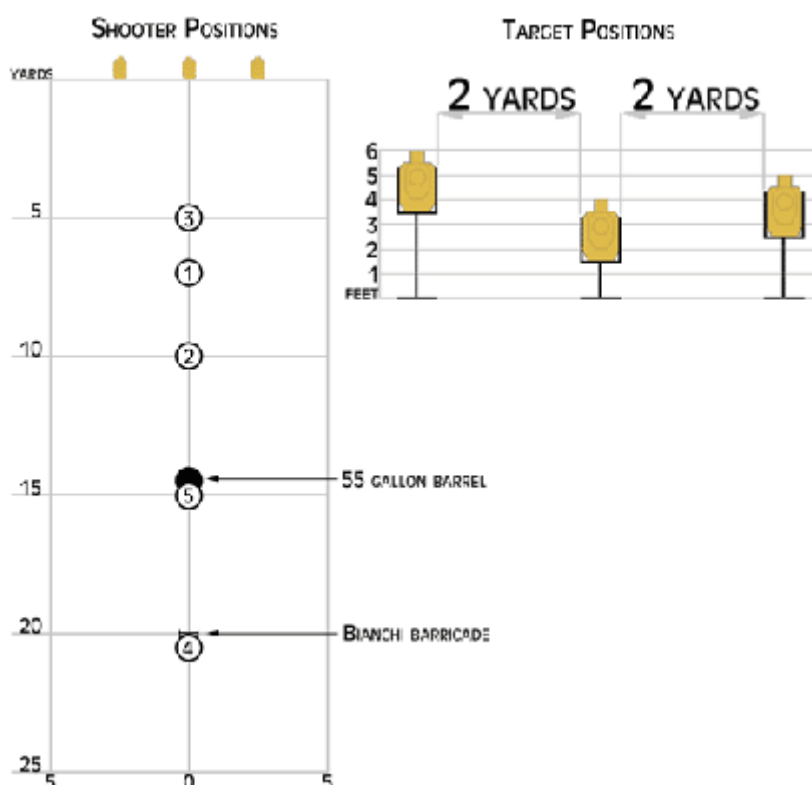 SHOOTER POSITIONS
YARDS
5
3
1
10
2
55 GALLON BARREL
15
5
20
BIANCHI BARRICADE
4
25
5 0 5
TARGET POSITIONS
2 YARDS 2 YARDS
6
5
4
3
2
1
FEET